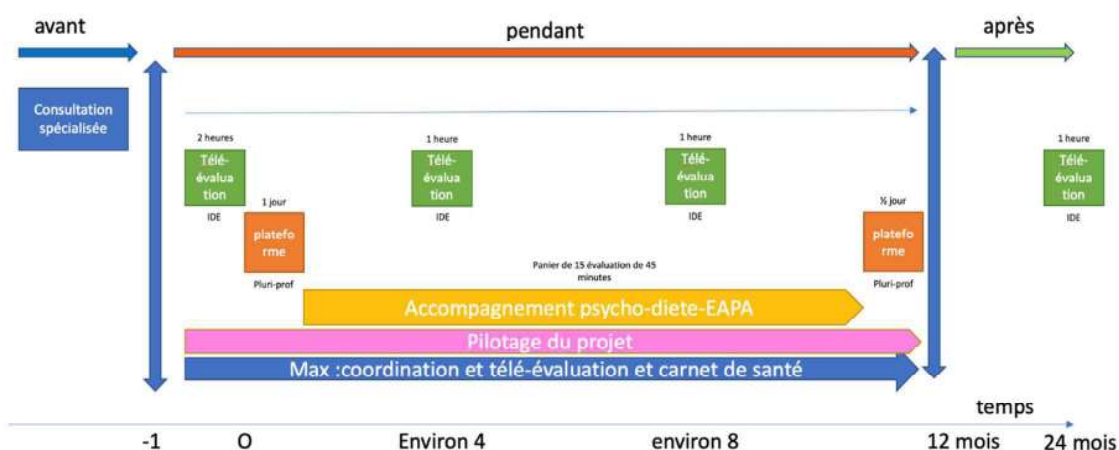 avant
pendant
après
Consultation
spécialisée
2 heures
Télé-
évalua
tion
IDE
1 heure
Télé-
évalua
tion
IDE
1 heure
Télé-
évalua
tion
IDE
1 heure
Télé-
évalua
tion
IDE
1 jour
platefo
rme
Pluri-prof
½ jour
platefo
rme
Pluri-prof
Panier de 15 évaluation de 45
minutes
Accompagnement psycho-diete-EAPA
Pilotage du projet
Max :coordination et télé-évaluation et carnet de santé
temps
-1
O
Environ 4
environ 8
12 mois
24 mois